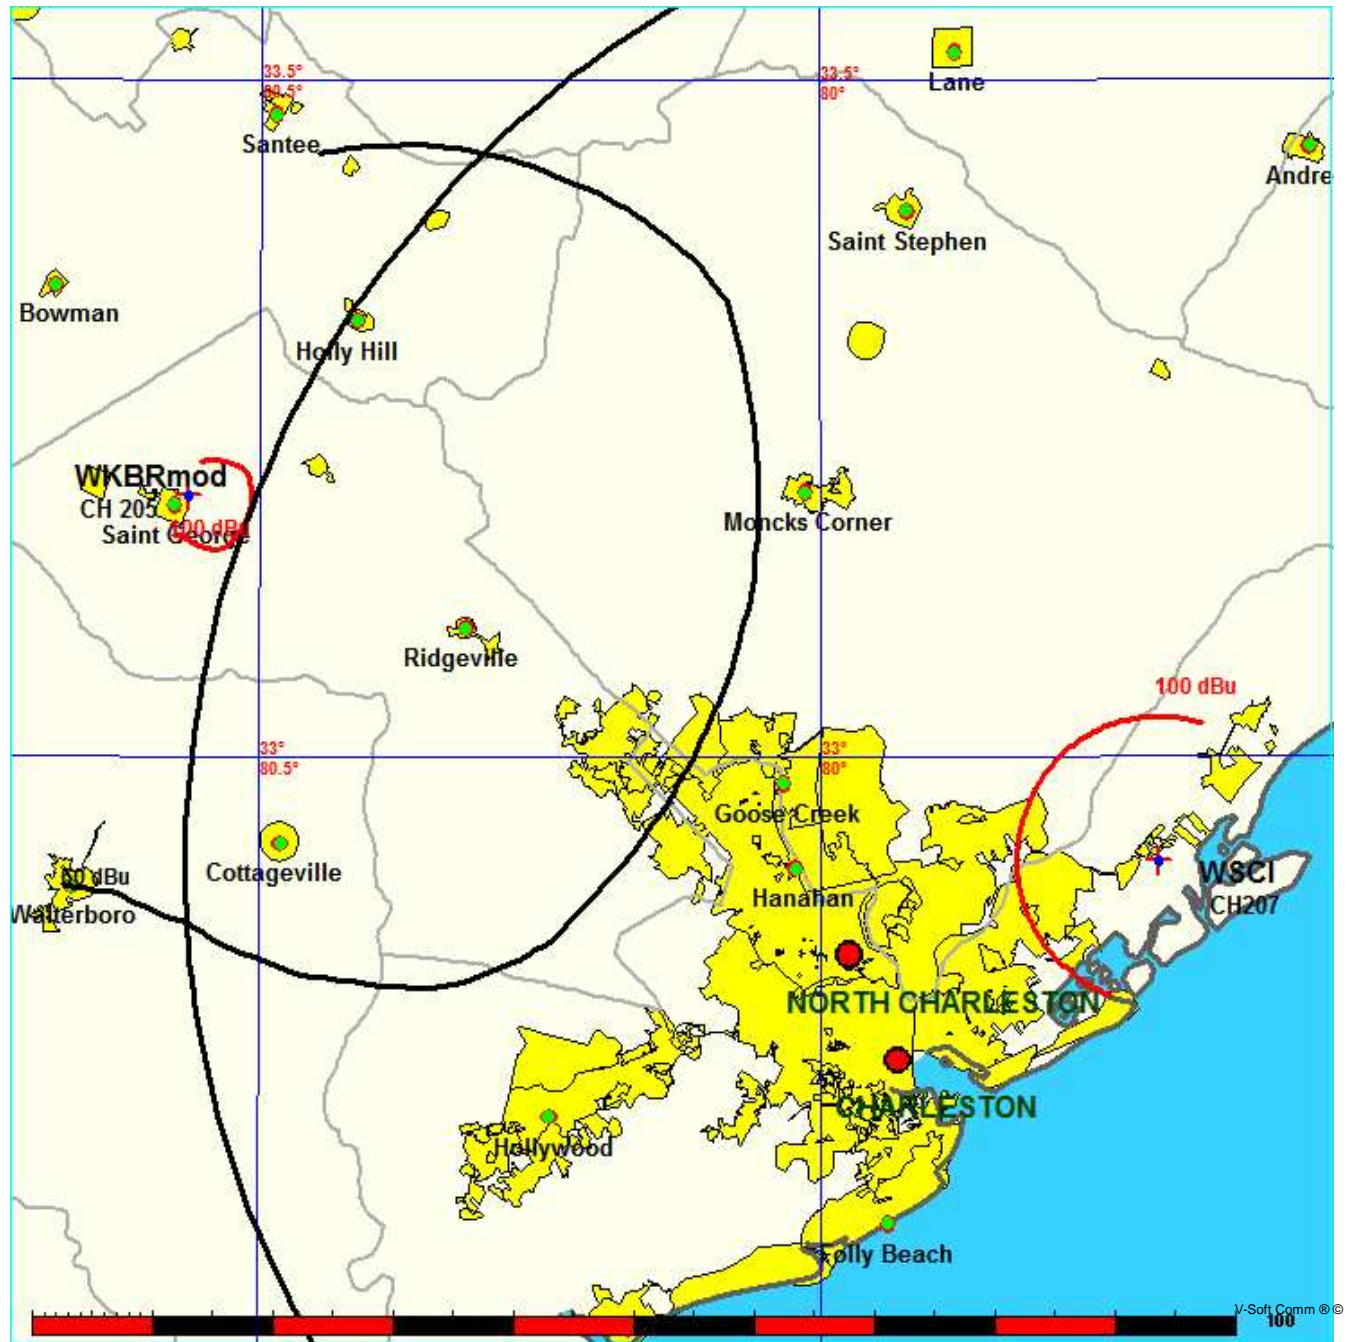 33.5°
80.5°
33.5°
80°
Lane
Santee
Andre
Saint Stephen
Bowman
Holly Hill
WKBRmod
CH 205
Saint George
100 dBu
Moncks Corner
Ridgeville
100 dBu
33°
80.5°
33°
80°
Goose Creek
Cottageville
60 dBu
Walterboro
Hanahan
WSCI
CH207
NORTH CHARLESTON
CHARLESTON
Hollywood
Folly Beach
V-Soft Comm ® ©
100